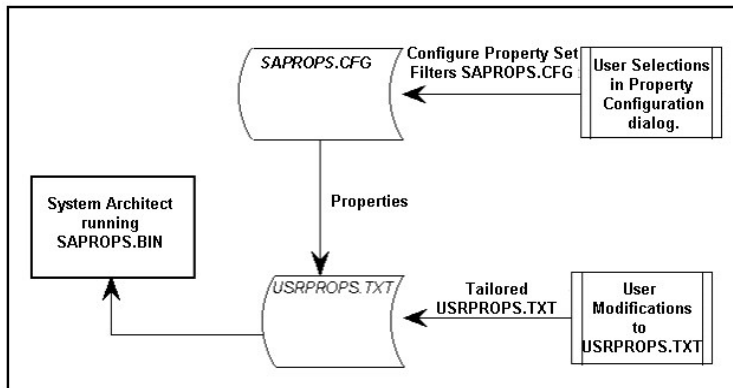 SAPROPS.CFG
Configure Property Set
Filters SAPROPS.CFG :
User Selections
in Property
Configuration
dialog.
System Architect
running
SAPROPS.BIN
Properties
USRPROPS.TXT
Tailored
USRPROPS.TXT
User
Modifications
to
USRPROPS.TXT